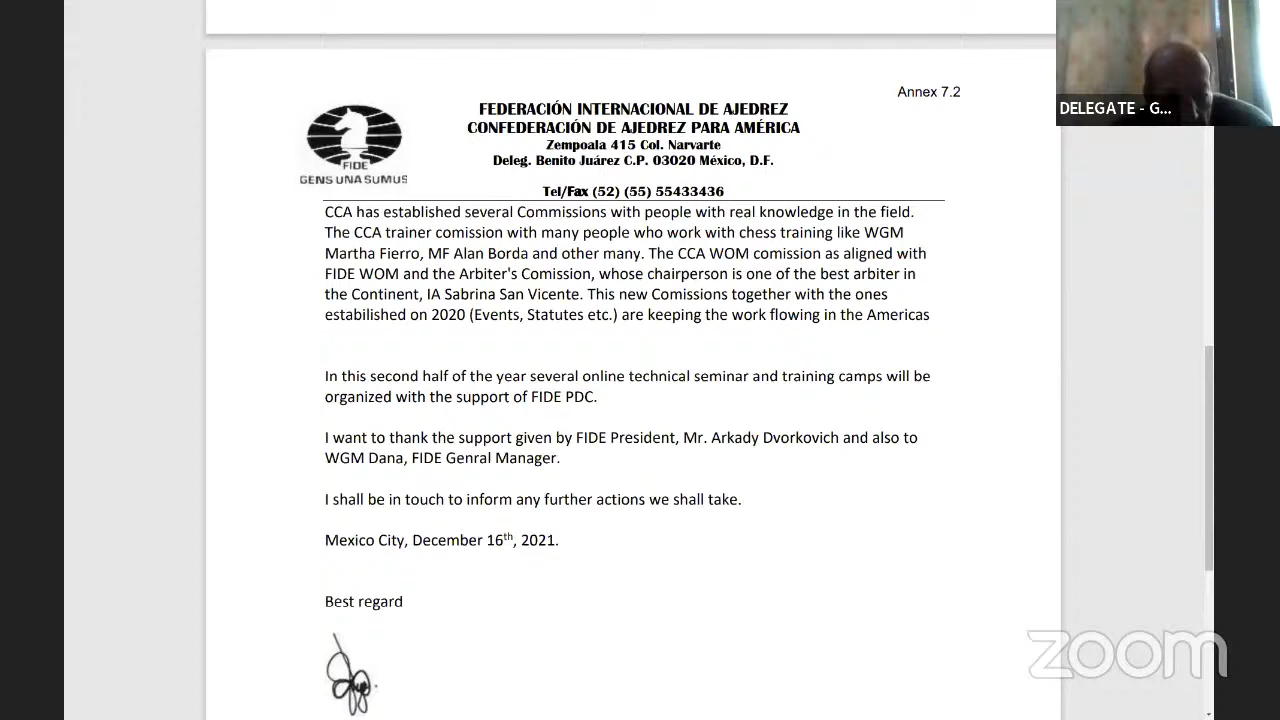 Annex 7.2
DELEGATE - G...
FEDERACIÓN INTERNACIONAL DE AJEDREZ
CONFEDERACIÓN DE AJEDREZ PARA AMÉRICA
Zempoala 415 Col. Narvarte
Deleg. Benito Juárez C.P. 03020 México, D.F.
FIDE
GENS UNA SUMUS
Tel/Fax (52) (55) 55433436
CCA has established several Commissions with people with real knowledge in the field.
The CCA trainer comission with many people who work with chess training like WGM
Martha Fierro, MF Alan Borda and other many. The CCA WOM comission as aligned with
FIDE WOM and the Arbiter's Comission, whose chairperson is one of the best arbiter in
the Continent, IA Sabrina San Vicente. This new Comissions together with the ones
estabilished on 2020 (Events, Statutes etc.) are keeping the work flowing in the Americas
In this second half of the year several online technical seminar and training camps will be
organized with the support of FIDE PDC.
I want to thank the support given by FIDE President, Mr. Arkady Dvorkovich and also to
WGM Dana, FIDE Genral Manager.
I shall be in touch to inform any further actions we shall take.
Mexico City, December 16th, 2021.
Best regard
zoom